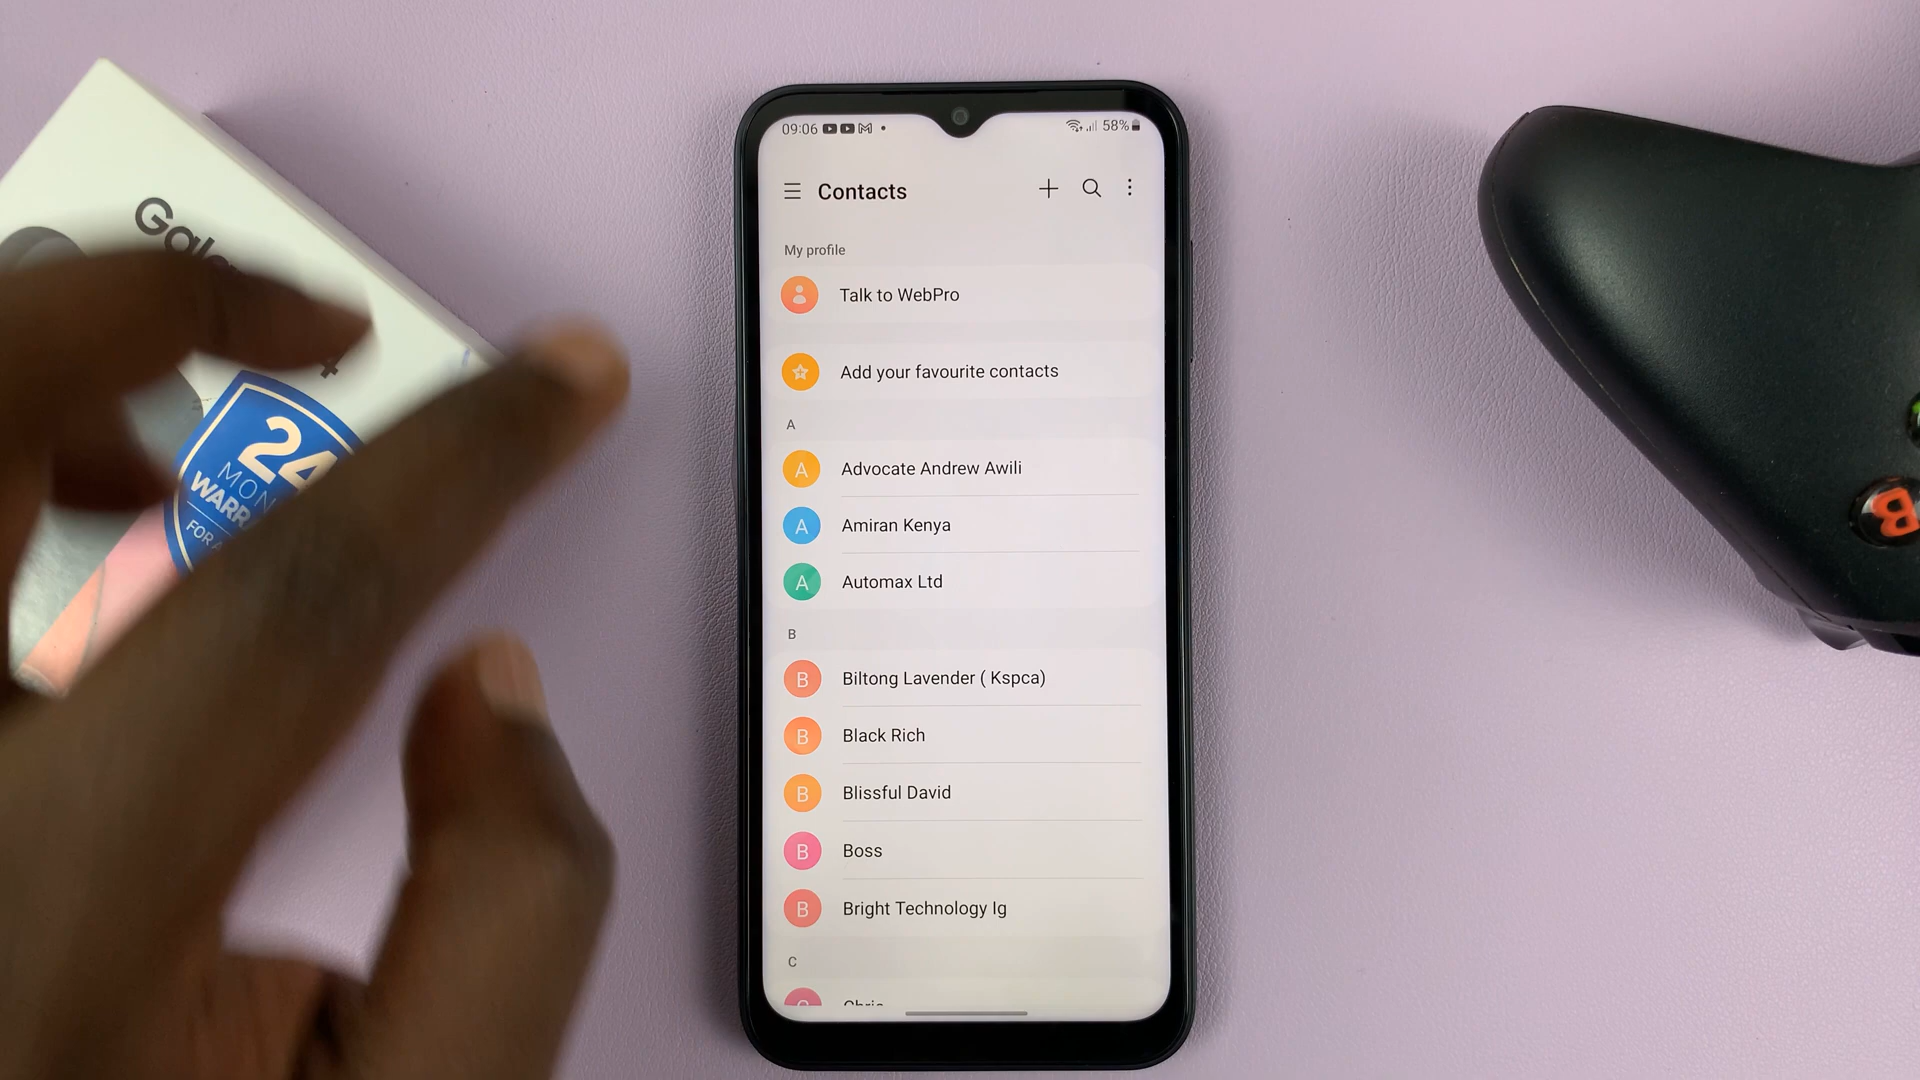 09:06
58%
Contacts
My profile
Talk to WebPro
Add your favourite contacts
A
A Advocate Andrew Awili
A Amiran Kenya
A Automax Ltd
B
B Biltong Lavender ( Kspca)
B Black Rich
B Blissful David
B Boss
B Bright Technology Ig
C
24
B